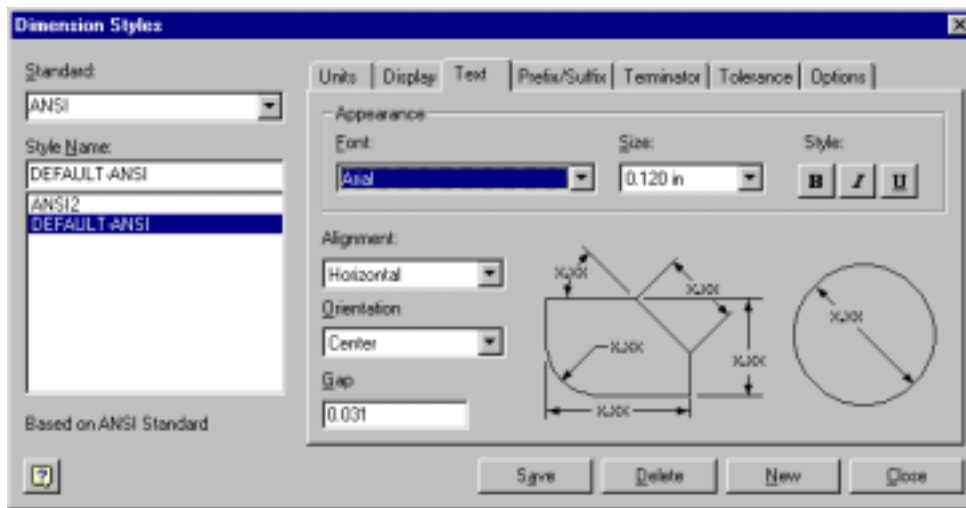 Dimension Styles
Standard:
ANSI
Style Name:
DEFAULT-ANSI
ANSI2
DEFAULT-ANSI
Based on ANSI Standard
Units Display Text Prefix/Suffix Terminator Tolerance Options
Appearance
Font: Size: Style:
Arial 0.120 in B I U
Alignment:
Horizontal
Orientation
Center
Gap
0.031
X.XX
X.XX
X.XX
X.XX
X.XX
X.XX
Save Delete New Close